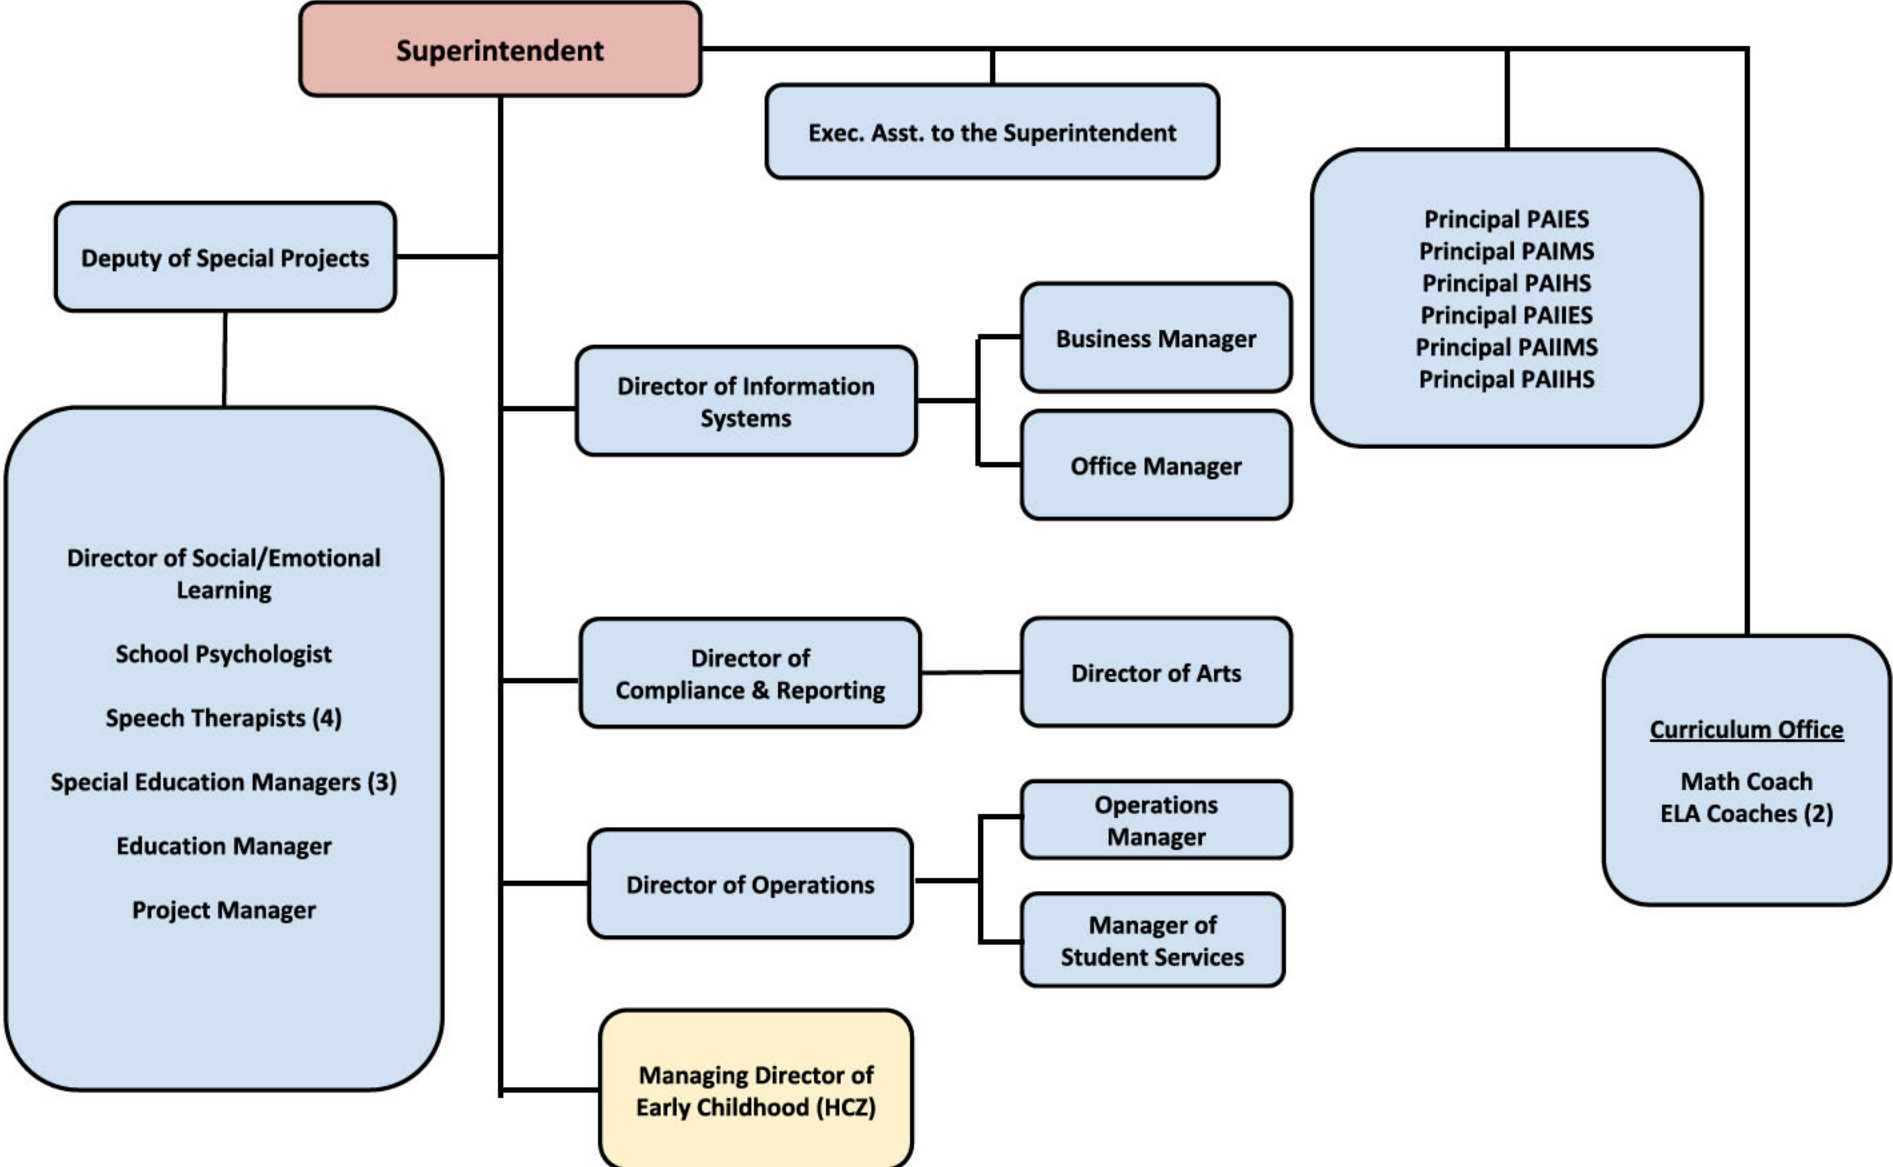 Superintendent
Exec. Asst. to the Superintendent
Deputy of Special Projects
Principal PAIES
Principal PAIMS
Principal PAIHS
Principal PAIIES
Principal PAIIMS
Principal PAIIHS
Director of Information
Systems
Business Manager
Office Manager
Director of Social/Emotional
Learning
School Psychologist
Speech Therapists (4)
Special Education Managers (3)
Education Manager
Project Manager
Director of
Compliance & Reporting
Director of Arts
Curriculum Office
Math Coach
ELA Coaches (2)
Director of Operations
Operations
Manager
Manager of
Student Services
Managing Director of
Early Childhood (HCZ)